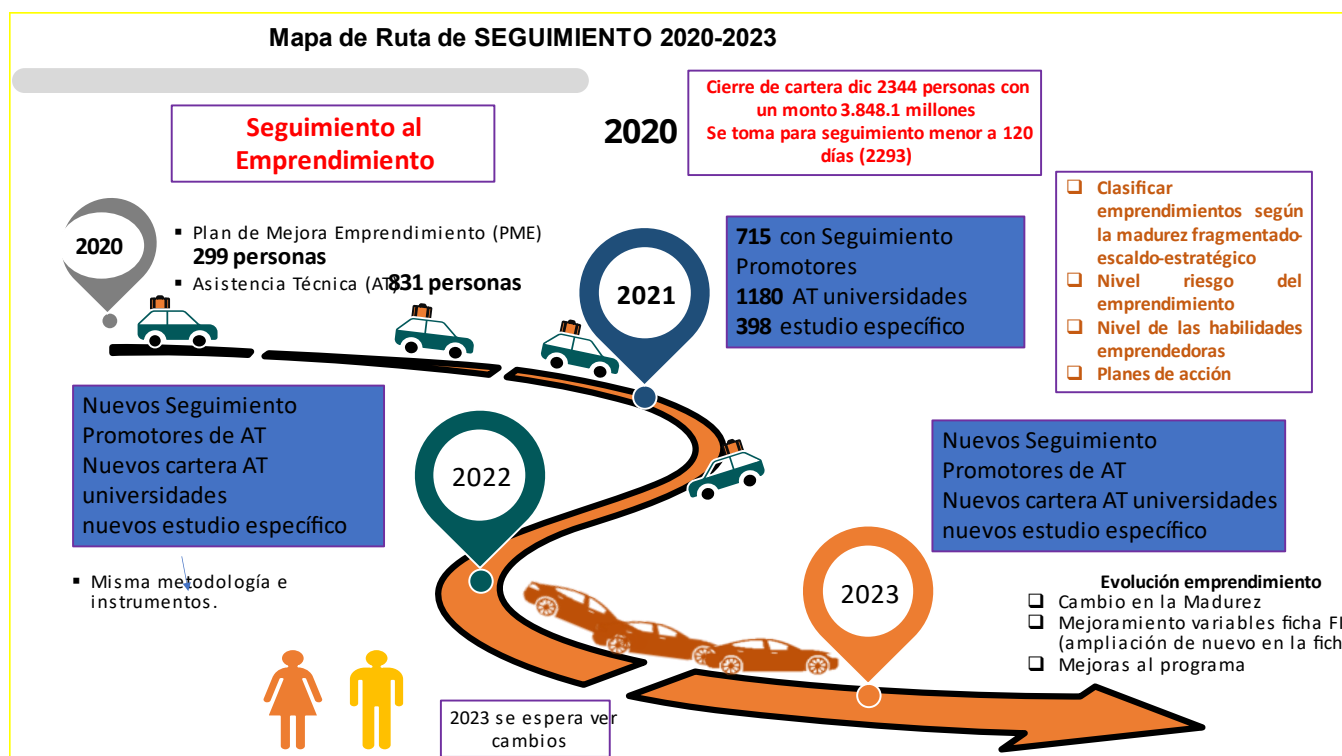 Mapa de Ruta de SEGUIMIENTO 2020-2023
Seguimiento al
Emprendimiento
2020
Cierre de cartera dic 2344 personas con
un monto 3.848.1 millones
Se toma para seguimiento menor a 120
días (2293)
2020
▪ Plan de Mejora Emprendimiento (PME)
299 personas
▪ Asistencia Técnica (AT) 831 personas
2021
715 con Seguimiento
Promotores
1180 AT universidades
398 estudio específico
❑ Clasificar
emprendimientos según
la madurez fragmentado-
escaldo-estratégico
❑ Nivel riesgo del
emprendimiento
❑ Nivel de las habilidades
emprendedoras
❑ Planes de acción
Nuevos Seguimiento
Promotores de AT
Nuevos cartera AT
universidades
nuevos estudio específico
▪ Misma metodología e
instrumentos.
2022
2023
Nuevos Seguimiento
Promotores de AT
Nuevos cartera AT universidades
nuevos estudio específico
Evolución emprendimiento
❑ Cambio en la Madurez
❑ Mejoramiento variables ficha
(ampliación de nuevo en la
❑ Mejoras al programa
2023 se espera ver
cambios